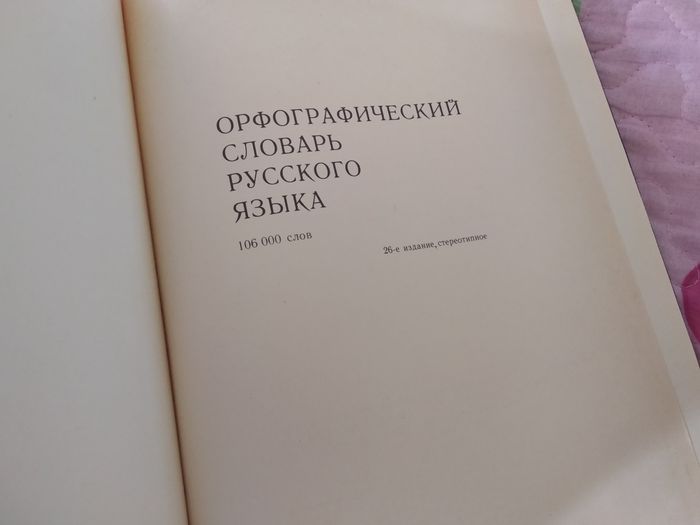 ОРФОГРАФИЧЕСКИЙ
СЛОВАРЬ
РУССКОГО
ЯЗЫКА
106 000 слов
26-е издание, стереотипное